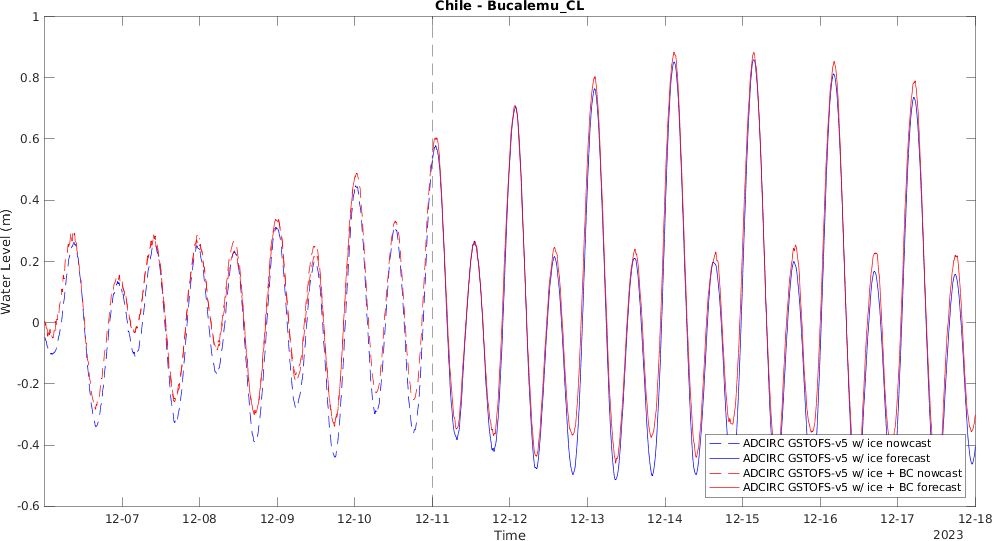 Chile - Bucalemu_CL
Water Level (m)
1
0.8
0.6
0.4
0.2
0
-0.2
-0.4
-0.6
ADCIRC GSTOFS-v5 w/ ice nowcast
ADCIRC GSTOFS-v5 w/ ice forecast
ADCIRC GSTOFS-v5 w/ ice + BC nowcast
ADCIRC GSTOFS-v5 w/ ice + BC forecast
12-07 12-08 12-09 12-10 12-11 12-12 12-13 12-14 12-15 12-16 12-17 12-18
Time
2023